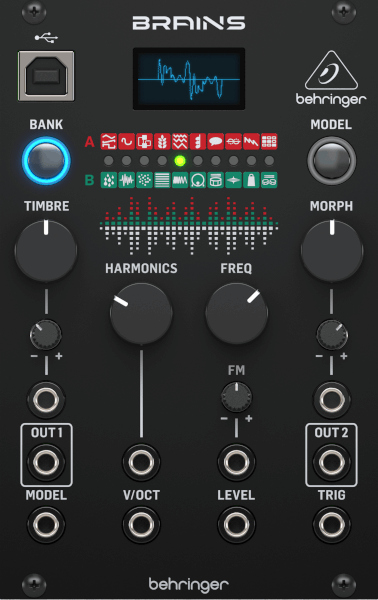 BRAINS
behringer
BANK
MODEL
A
B
TIMBRE
MORPH
HARMONICS
FREQ
- +
- +
FM
- +
OUT 1
OUT 2
MODEL
V/OCT
LEVEL
TRIG
behringer